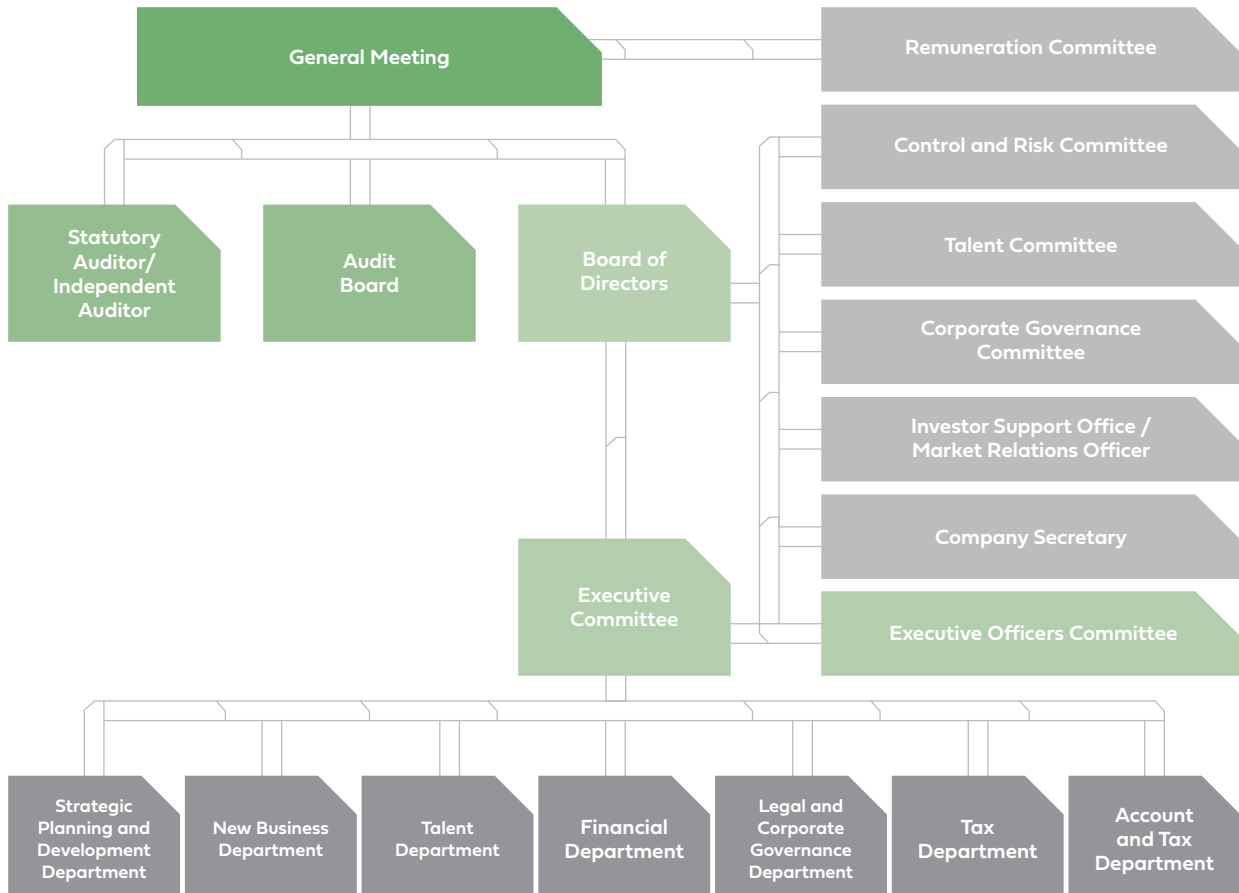 General Meeting
Remuneration Committee
Control and Risk Committee
Statutory
Auditor/
Independent
Auditor
Audit
Board
Board of
Directors
Talent Committee
Corporate Governance
Committee
Investor Support Office /
Market Relations Officer
Company Secretary
Executive
Committee
Executive Officers Committee
Strategic
Planning and
Development
Department
New Business
Department
Talent
Department
Financial
Department
Legal and
Corporate
Governance
Department
Tax
Department
Account
and Tax
Department